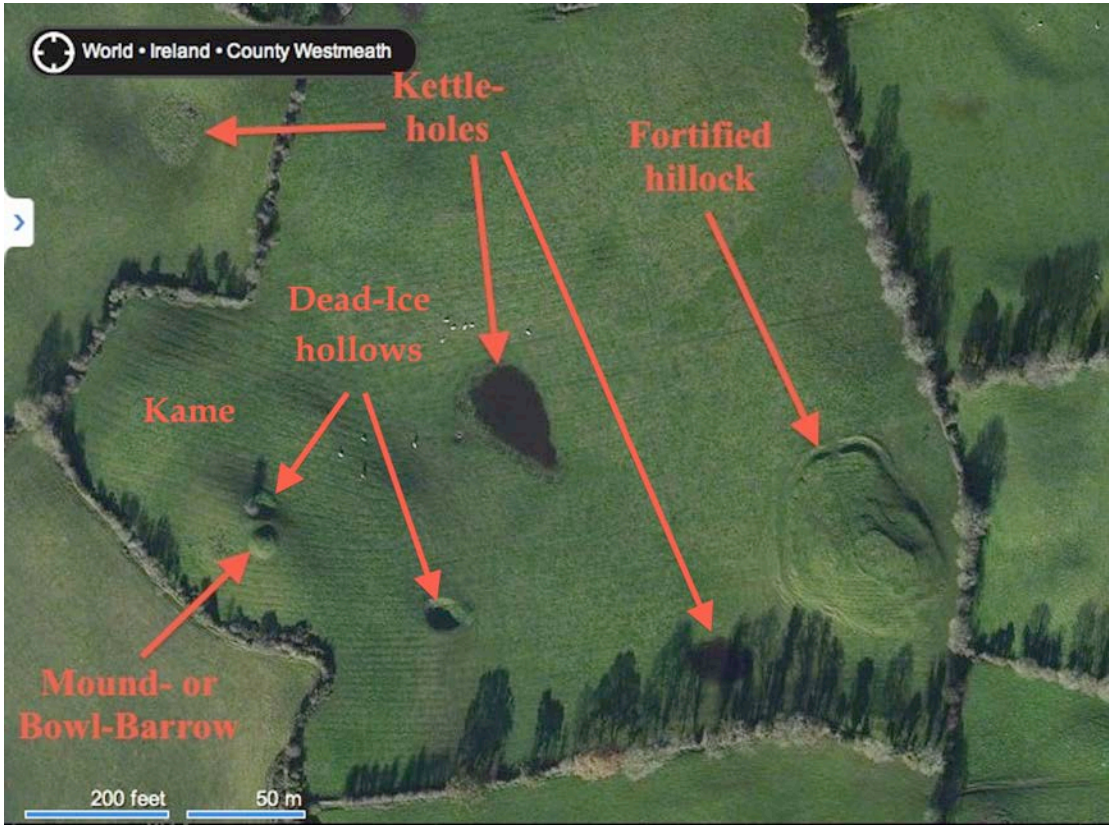 World • Ireland • County Westmeath
Kettle-
holes
Fortified
hillock
Dead-Ice
hollows
Kame
Mound- or
Bowl-Barrow
200 feet
50 m